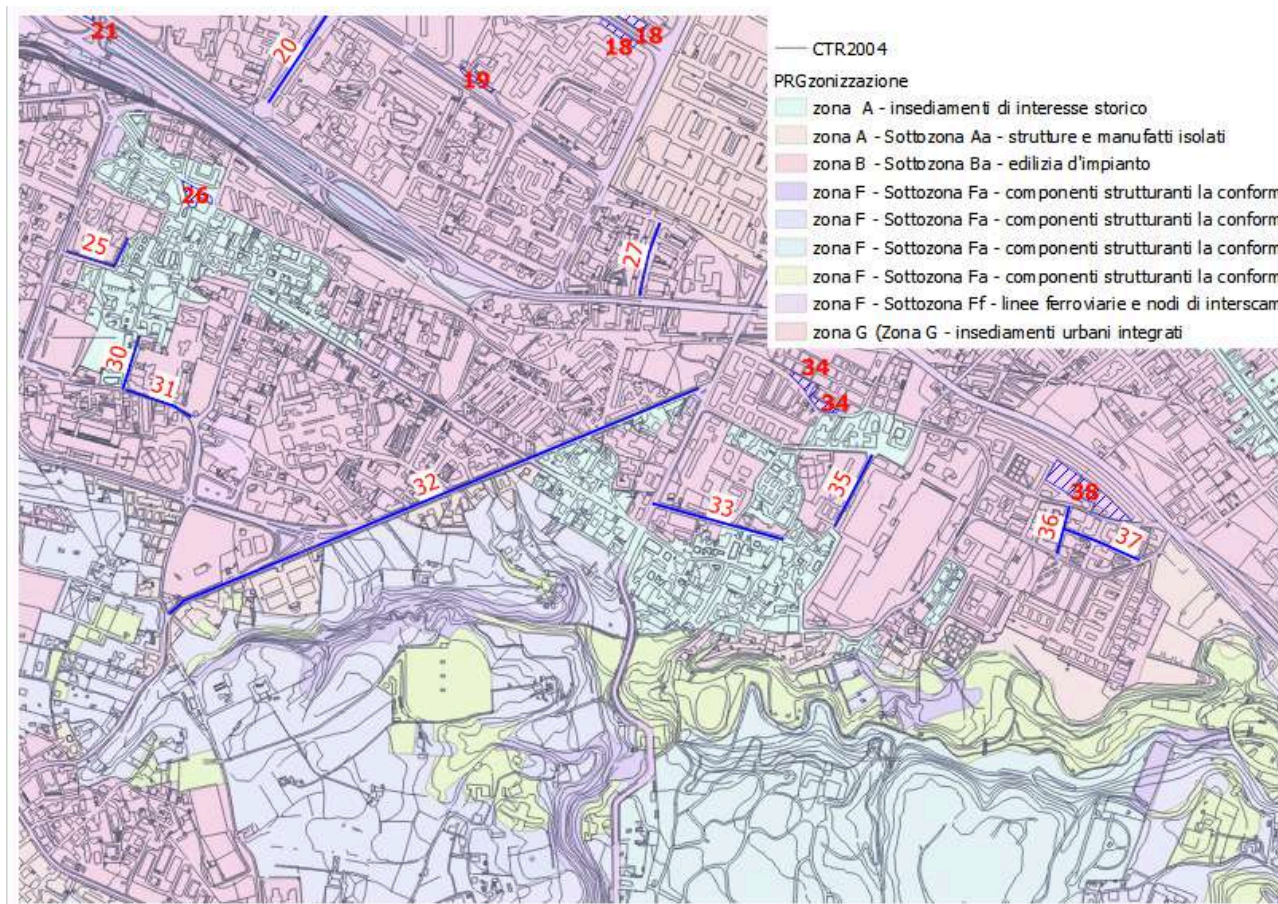 CTR2004
PRGzonizzazione
zona A - insediamenti di interesse storico
zona A - Sottozona Aa - strutture e manufatti isolati
zona B - Sottozona Ba - edilizia d'impianto
zona F - Sottozona Fa - componenti strutturanti la conform
zona F - Sottozona Fa - componenti strutturanti la conform
zona F - Sottozona Fa - componenti strutturanti la conform
zona F - Sottozona Fa - componenti strutturanti la conform
zona F - Sottozona Ff - linee ferroviarie e nodi di interscam
zona G (Zona G - insediamenti urbani integrati
21
20
19
18
18
26
25
27
30
31
34
34
32
33
35
38
36
37